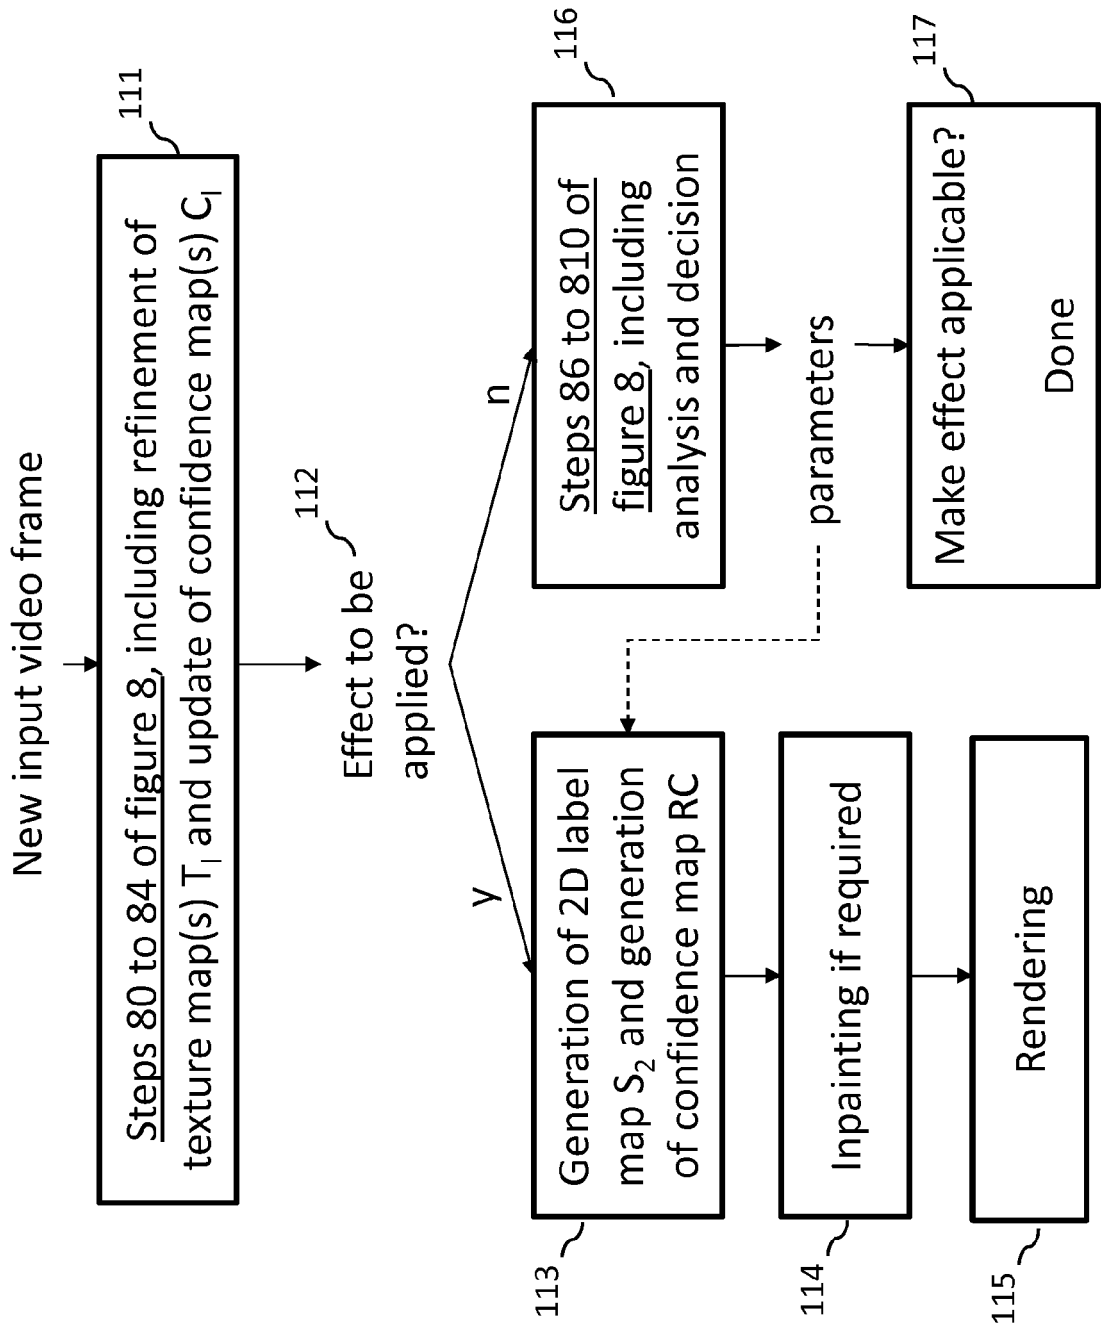 New input video frame
111
Steps 80 to 84 of figure 8, including refinement of
texture map(s) T_l and update of confidence map(s) C_l
112
Effect to be
applied?
y
n
113
Generation of 2D label
map S₂ and generation
of confidence map RC
114
Inpainting if required
115
Rendering
116
Steps 86 to 810 of
figure 8, including
analysis and decision
parameters
117
Make effect applicable?
Done